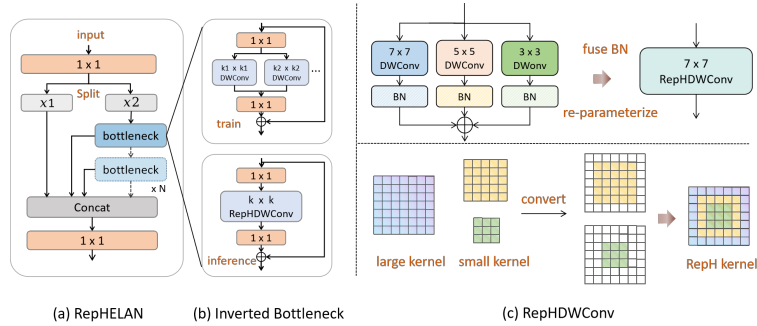 input
1 x 1
Split
x1
x2
bottleneck
bottleneck
x N
Concat
1 x 1
(a) RepHELAN
1 x 1
k1 x k1
DWConv
k2 x k2
DWConv
...
1 x 1
train
1 x 1
k x k
RepHDWConv
1 x 1
inference
(b) Inverted Bottleneck
7 x 7
DWConv
5 x 5
DWConv
3 x 3
DWonv
BN
BN
BN
fuse BN
re-parameterize
7 x 7
RepHDWConv
large kernel
small kernel
convert
RepH kernel
(c) RepHDWConv